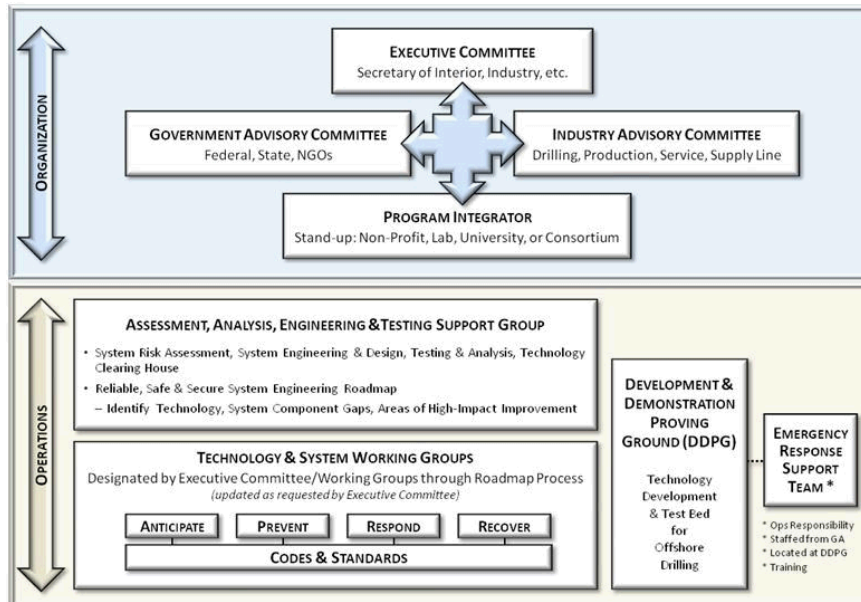 ORGANIZATION
EXECUTIVE COMMITTEE
Secretary of Interior, Industry, etc.
GOVERNMENT ADVISORY COMMITTEE
Federal, State, NGOs
INDUSTRY ADVISORY COMMITTEE
Drilling, Production, Service, Supply Line
PROGRAM INTEGRATOR
Stand-up: Non-Profit, Lab, University, or Consortium
OPERATIONS
ASSESSMENT, ANALYSIS, ENGINEERING &TESTING SUPPORT GROUP
• System Risk Assessment, System Engineering & Design, Testing & Analysis, Technology
Clearing House
• Reliable, Safe & Secure System Engineering Roadmap
– Identify Technology, System Component Gaps, Areas of High-Impact Improvement
TECHNOLOGY & SYSTEM WORKING GROUPS
Designated by Executive Committee/Working Groups through Roadmap Process
(updated as requested by Executive Committee)
ANTICIPATE
PREVENT
RESPOND
RECOVER
CODES & STANDARDS
DEVELOPMENT &
DEMONSTRATION
PROVING
GROUND (DDPG)
Technology
Development
& Test Bed
for
Offshore
Drilling
EMERGENCY
RESPONSE
SUPPORT
TEAM *
* Ops Responsibility
* Staffed from GA
* Located at DDPG
* Training